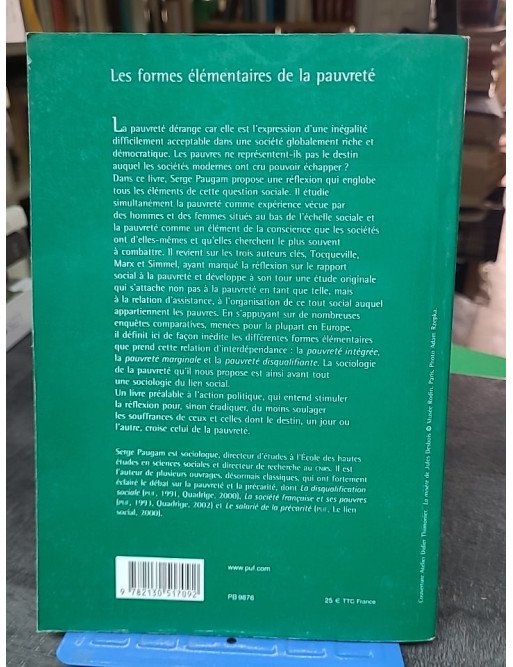 Les formes élémentaires de la pauvreté
La pauvreté dérange car elle est l'expression d'une inégalité
difficilement acceptable dans une société globalement riche et
démocratique. Les pauvres ne représentent-ils pas le destin
auquel les sociétés modernes ont cru pouvoir échapper ?
Dans ce livre, Serge Paugam propose une réflexion qui englobe
tous les éléments de cette question sociale. Il étudie
simultanément la pauvreté comme expérience vécue par
des hommes et des femmes situés au bas de l'échelle sociale et
la pauvreté comme un élément de la conscience que les sociétés
ont d'elles-mêmes et qu'elles cherchent le plus souvent
à combattre. Il revient sur les trois auteurs clés, Tocqueville,
Marx et Simmel, ayant marqué la réflexion sur le rapport
social à la pauvreté et développe à son tour une étude originale
qui s'attache non pas à la pauvreté en tant que telle, mais
à la relation d'assistance, à l'organisation de ce tout social auquel
appartiennent les pauvres. En s'appuyant sur de nombreuses
enquêtes comparatives, menées pour la plupart en Europe,
il définit ici de façon inédite les différentes formes élémentaires
que prend cette relation d'interdépendance : la pauvreté intégrée,
la pauvreté marginale et la pauvreté disqualifiante. La sociologie
de la pauvreté qu'il nous propose est ainsi avant tout
une sociologie du lien social.
Un livre préalable à l'action politique, qui entend stimuler
la réflexion pour, sinon éradiquer, du moins soulager
les souffrances de ceux et celles dont le destin, un jour ou
l'autre, croise celui de la pauvreté.
Serge Paugam est sociologue, directeur d'études à l'École des hautes
études en sciences sociales et directeur de recherche au CNRS. Il est
l'auteur de plusieurs ouvrages, désormais classiques, qui ont fortement
éclairé le débat sur la pauvreté et la précarité, dont La disqualification
sociale (PUF, 1991, Quadrige, 2000), La société française et ses pauvres
(PUF, 1993, Quadrige, 2002) et Le salarié de la précarité (PUF, Le lien
social, 2000).
www.puf.com
9 782130 517092
PB 9876
25 € TTC France
Couverture Atelier Didier Thimonier. La misère de Jules Desbois © Musée Rodin, Paris, Photo Adam Rzepka.